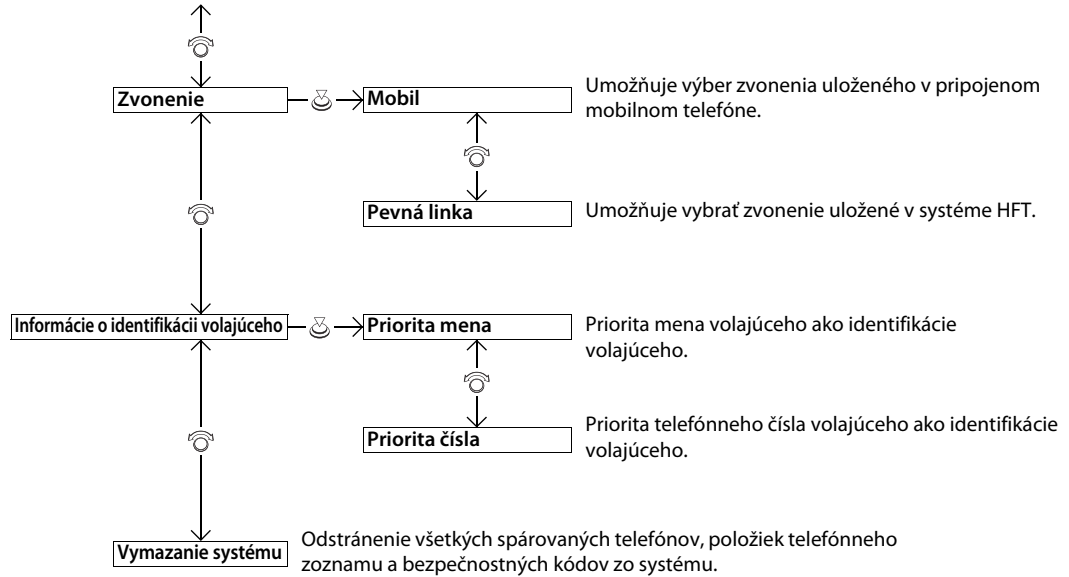 Zvonenie
Mobil
Umožňuje výber zvonenia uloženého v pripojenom
mobilnom telefóne.
Pevná linka
Umožňuje vybrať zvonenie uložené v systéme HFT.
Informácie o identifikácii volajúceho
Priorita mena
Priorita mena volajúceho ako identifikácie
volajúceho.
Priorita čísla
Priorita telefónneho čísla volajúceho ako identifikácie
volajúceho.
Vymazanie systému
Odstránenie všetkých spárovaných telefónov, položiek telefónneho
zoznamu a bezpečnostných kódov zo systému.